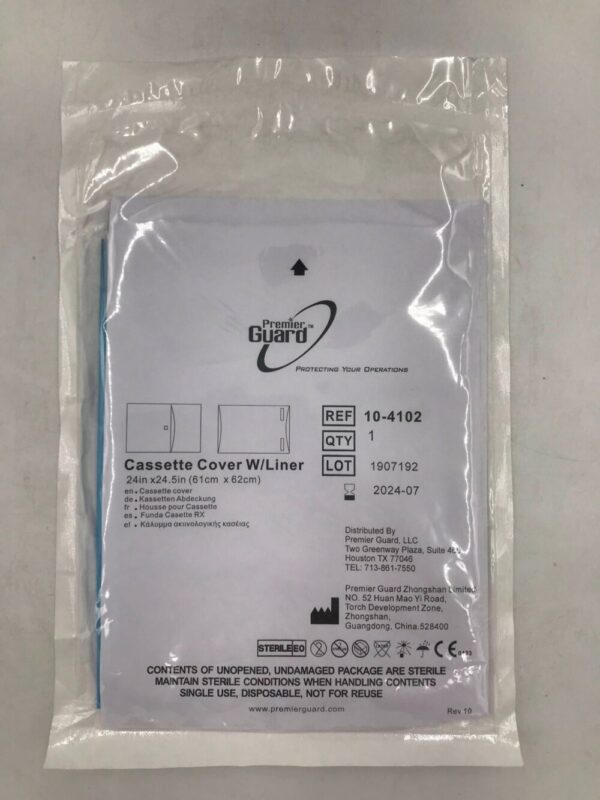 Premier
Guard™
PROTECTING YOUR OPERATIONS
REF 10-4102
QTY 1
LOT 1907192
2024-07
Cassette Cover W/Liner
24in x24.5in (61cm x 62cm)
en. Cassette cover
de. Kassetten Abdeckung
fr. Housse pour Cassette
es. Funda Casette RX
el. Κάλυμμα ακτινολογικής κασέιας
Distributed By
Premier Guard, LLC
Two Greenway Plaza, Suite
Houston TX 77046
TEL: 713-861-7550
Premier Guard Zhongshan Limited
NO. 52 Huan Mao Yi Road,
Torch Development Zone,
Zhongshan,
Guangdong, China.528400
STERILE EO
CE
CONTENTS OF UNOPENED, UNDAMAGED PACKAGE ARE STERILE
MAINTAIN STERILE CONDITIONS WHEN HANDLING CONTENTS
SINGLE USE, DISPOSABLE, NOT FOR REUSE
www.premierguard.com
Rev 10